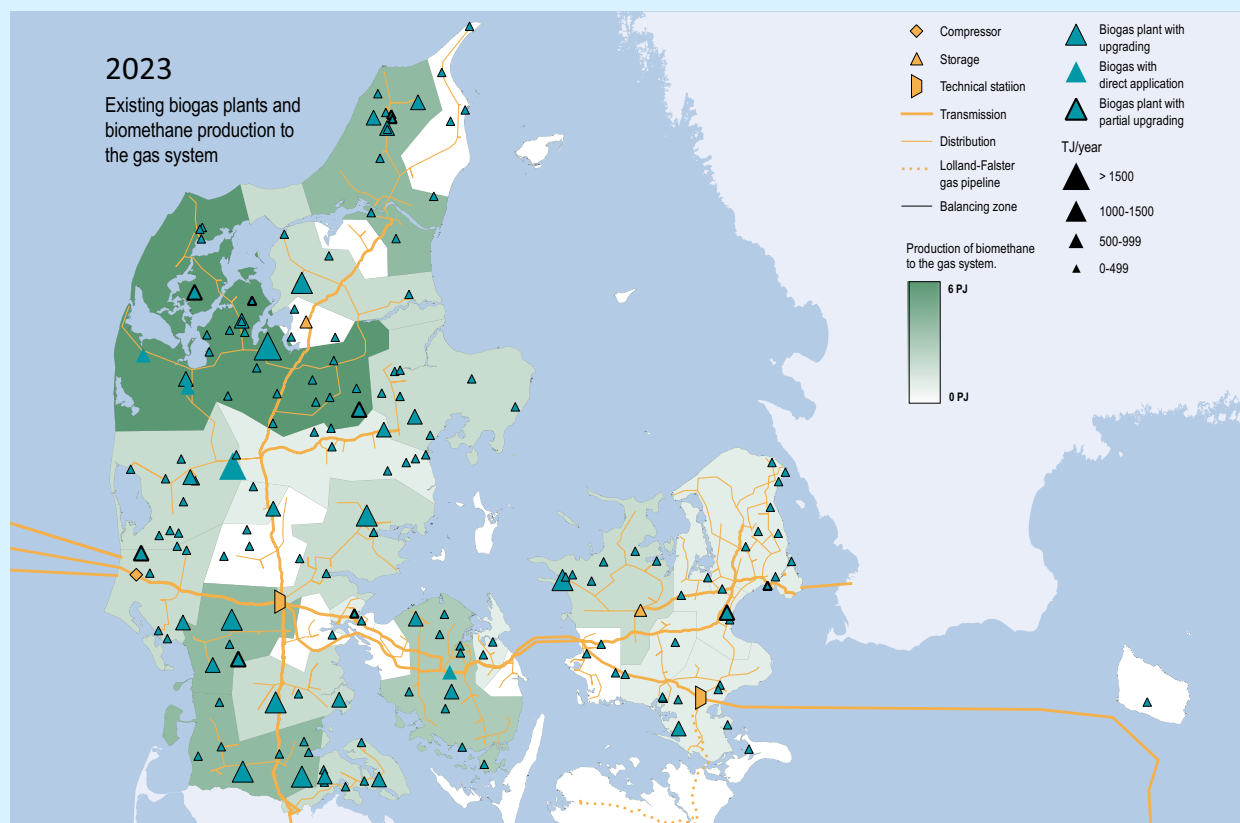 2023
Existing biogas plants and
biomethane production to
the gas system
Compressor
Storage
Technical statiion
Transmission
Distribution
Lolland-Falster
gas pipeline
Balancing zone
Biogas plant with
upgrading
Biogas with
direct application
Biogas plant with
partial upgrading
TJ/year
> 1500
1000-1500
500-999
0-499
Production of biomethane
to the gas system.
6 PJ
0 PJ